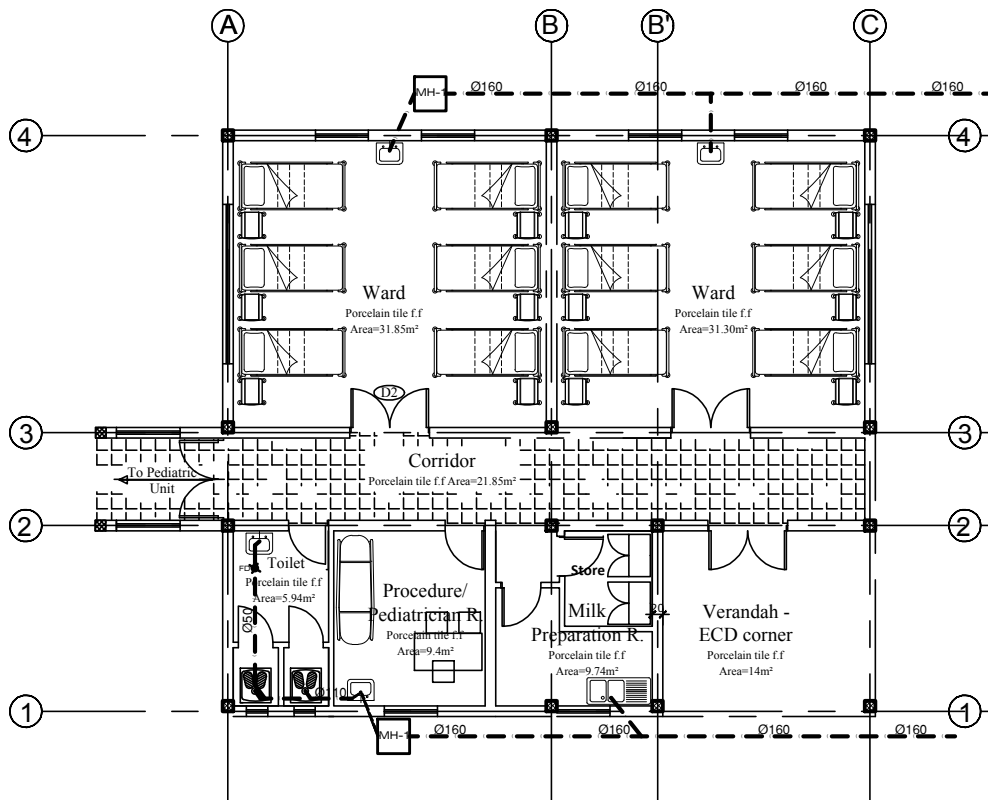 A B B' C
MH-1 Ø160 Ø160 Ø160 Ø160
4 4
Ward
Porcelain tile f.f
Area=31.85m²
Ward
Porcelain tile f.f
Area=31.30m²
D2
3 3
Corridor
Porcelain tile f.f Area=21.85m²
To Pediatric
Unit
2 2
Toilet
Porcelain tile f.f
Area=5.94m²
Ø50
Procedure/
Pediatrician R.
Porcelain tile f.f
Area=9.4m²
Store
Milk
Preparation R.
Porcelain tile f.f
Area=9.74m²
20
Verandah -
ECD corner
Porcelain tile f.f
Area=14m²
Ø110
1 1
MH-1 Ø160 Ø160 Ø160 Ø160